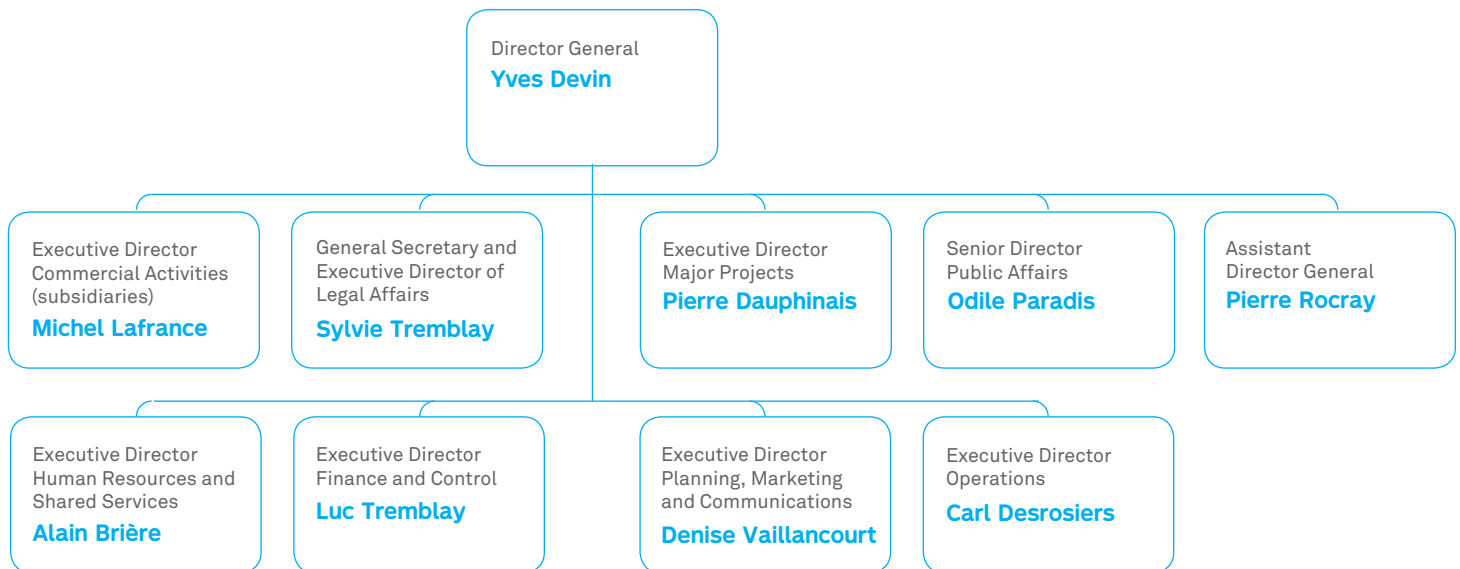 Director General
Yves Devin
Executive Director
Commercial Activities
(subsidiaries)
Michel Lafrance
General Secretary and
Executive Director of
Legal Affairs
Sylvie Tremblay
Executive Director
Major Projects
Pierre Dauphinais
Senior Director
Public Affairs
Odile Paradis
Assistant
Director General
Pierre Rocray
Executive Director
Human Resources and
Shared Services
Alain Brière
Executive Director
Finance and Control
Luc Tremblay
Executive Director
Planning, Marketing
and Communications
Denise Vaillancourt
Executive Director
Operations
Carl Desrosiers